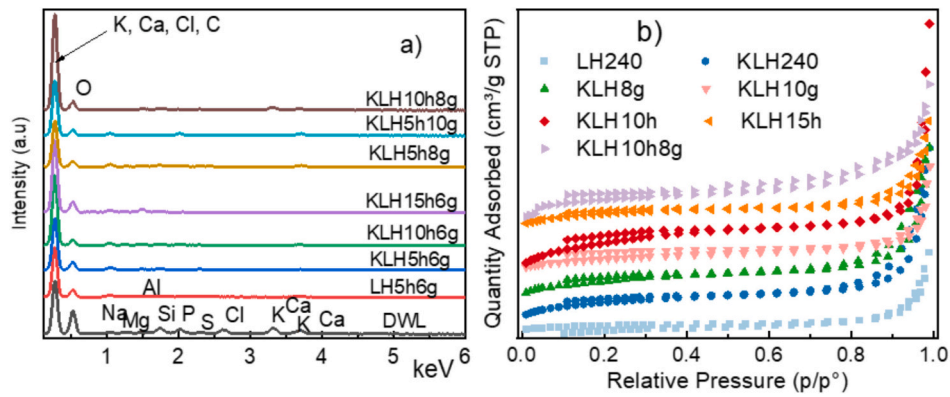 K, Ca, Cl, C
a)
O
KLH10h8g
KLH5h10g
KLH5h8g
KLH15h6g
KLH10h6g
KLH5h6g
Al
LH5h6g
Na Mg Si P S Cl K Ca K Ca DWL
0 1 2 3 4 5 6
keV
Intensity (a.u)
b)
LH240 KLH240
KLH8g KLH10g
KLH10h KLH15h
KLH10h8g
Quantity Adsorbed (cm³/g STP)
0.0 0.2 0.4 0.6 0.8 1.0
Relative Pressure (p/p°)